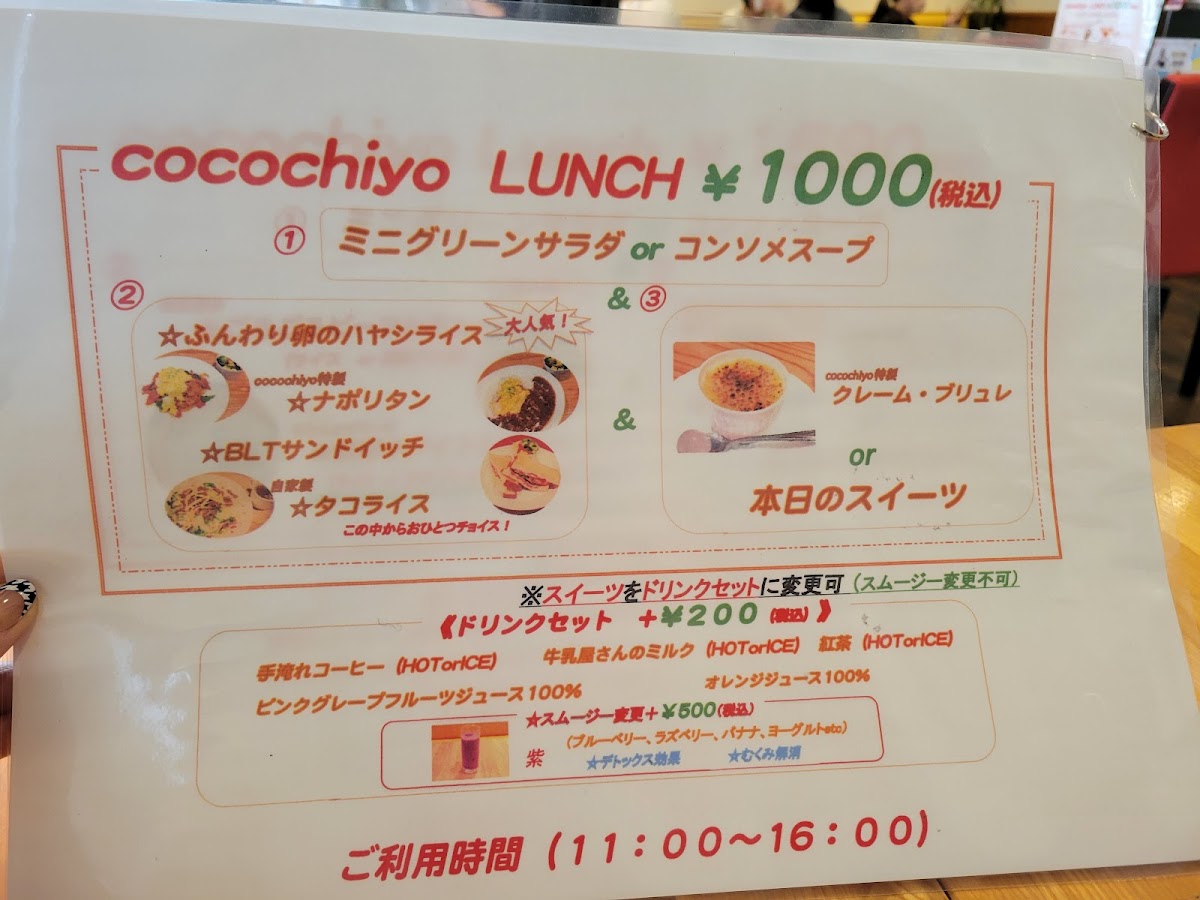 cocochiyo LUNCH ¥1000(税込)
① ミニグリーンサラダ or コンソメスープ
②
☆ふんわり卵のハヤシライス
大人気!
cocochiyo特製
☆ナポリタン
☆BLTサンドイッチ
自家製
☆タコライス
この中からおひとつチョイス!
&
&
③
cocochiyo特製
クレーム・ブリュレ
or
本日のスイーツ
※スイーツをドリンクセットに変更可(スムージー変更不可)
《ドリンクセット +¥200(税込)》
手淹れコーヒー(HOTorICE) 牛乳屋さんのミルク(HOTorICE) 紅茶(HOTorICE)
ピンクグレープフルーツジュース100% オレンジジュース100%
★スムージー変更+¥500(税込)
紫 (ブルーベリー、ラズベリー、バナナ、ヨーグルトetc)
☆デトックス効果 ☆むくみ解消
ご利用時間(11:00~16:00)